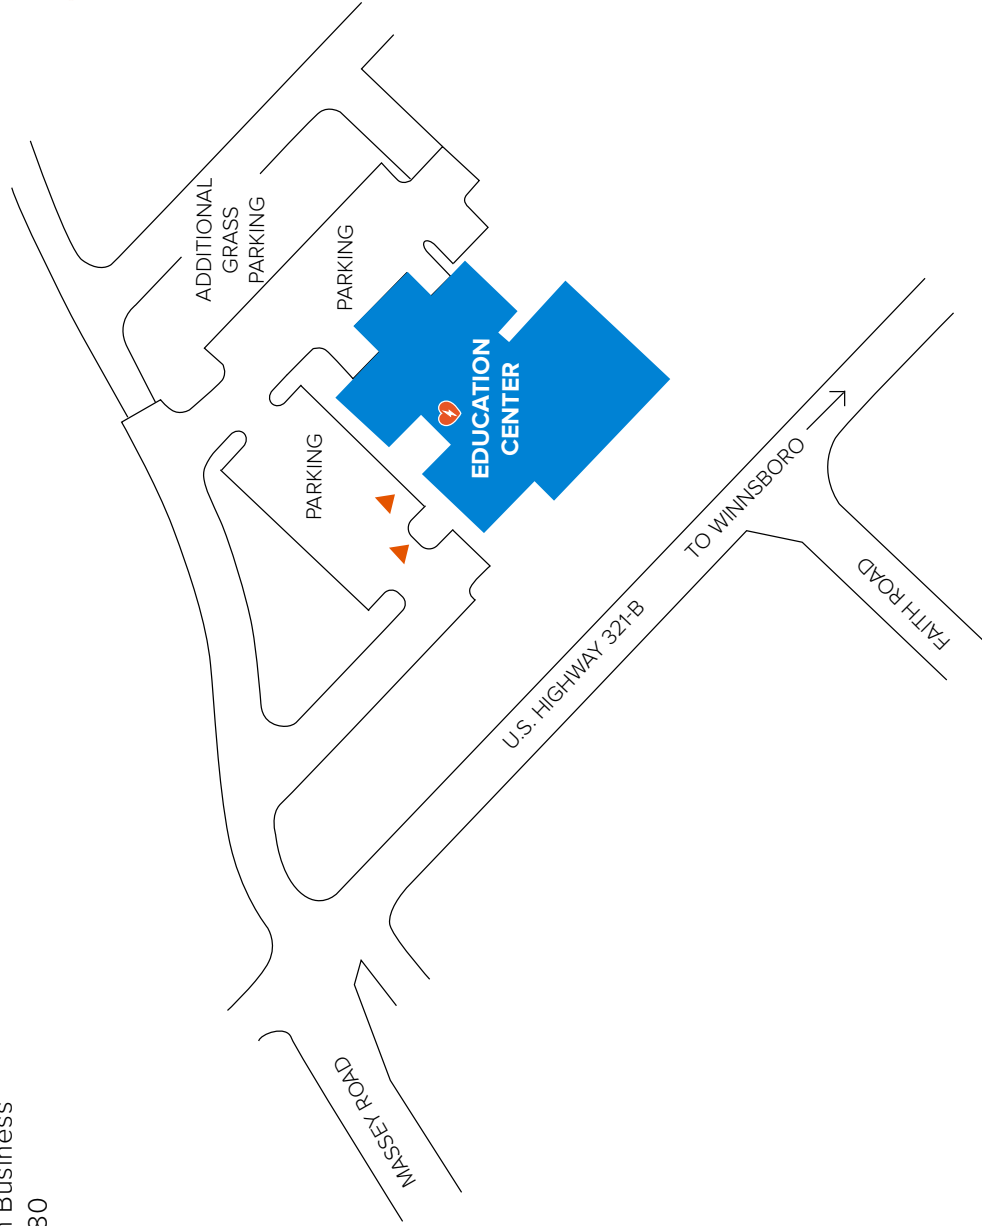 Business
30
ADDITIONAL
GRASS
PARKING
PARKING
PARKING
EDUCATION
CENTER
TO WINNSBORO
U.S. HIGHWAY 321-B
FAITH ROAD
MASSEY ROAD